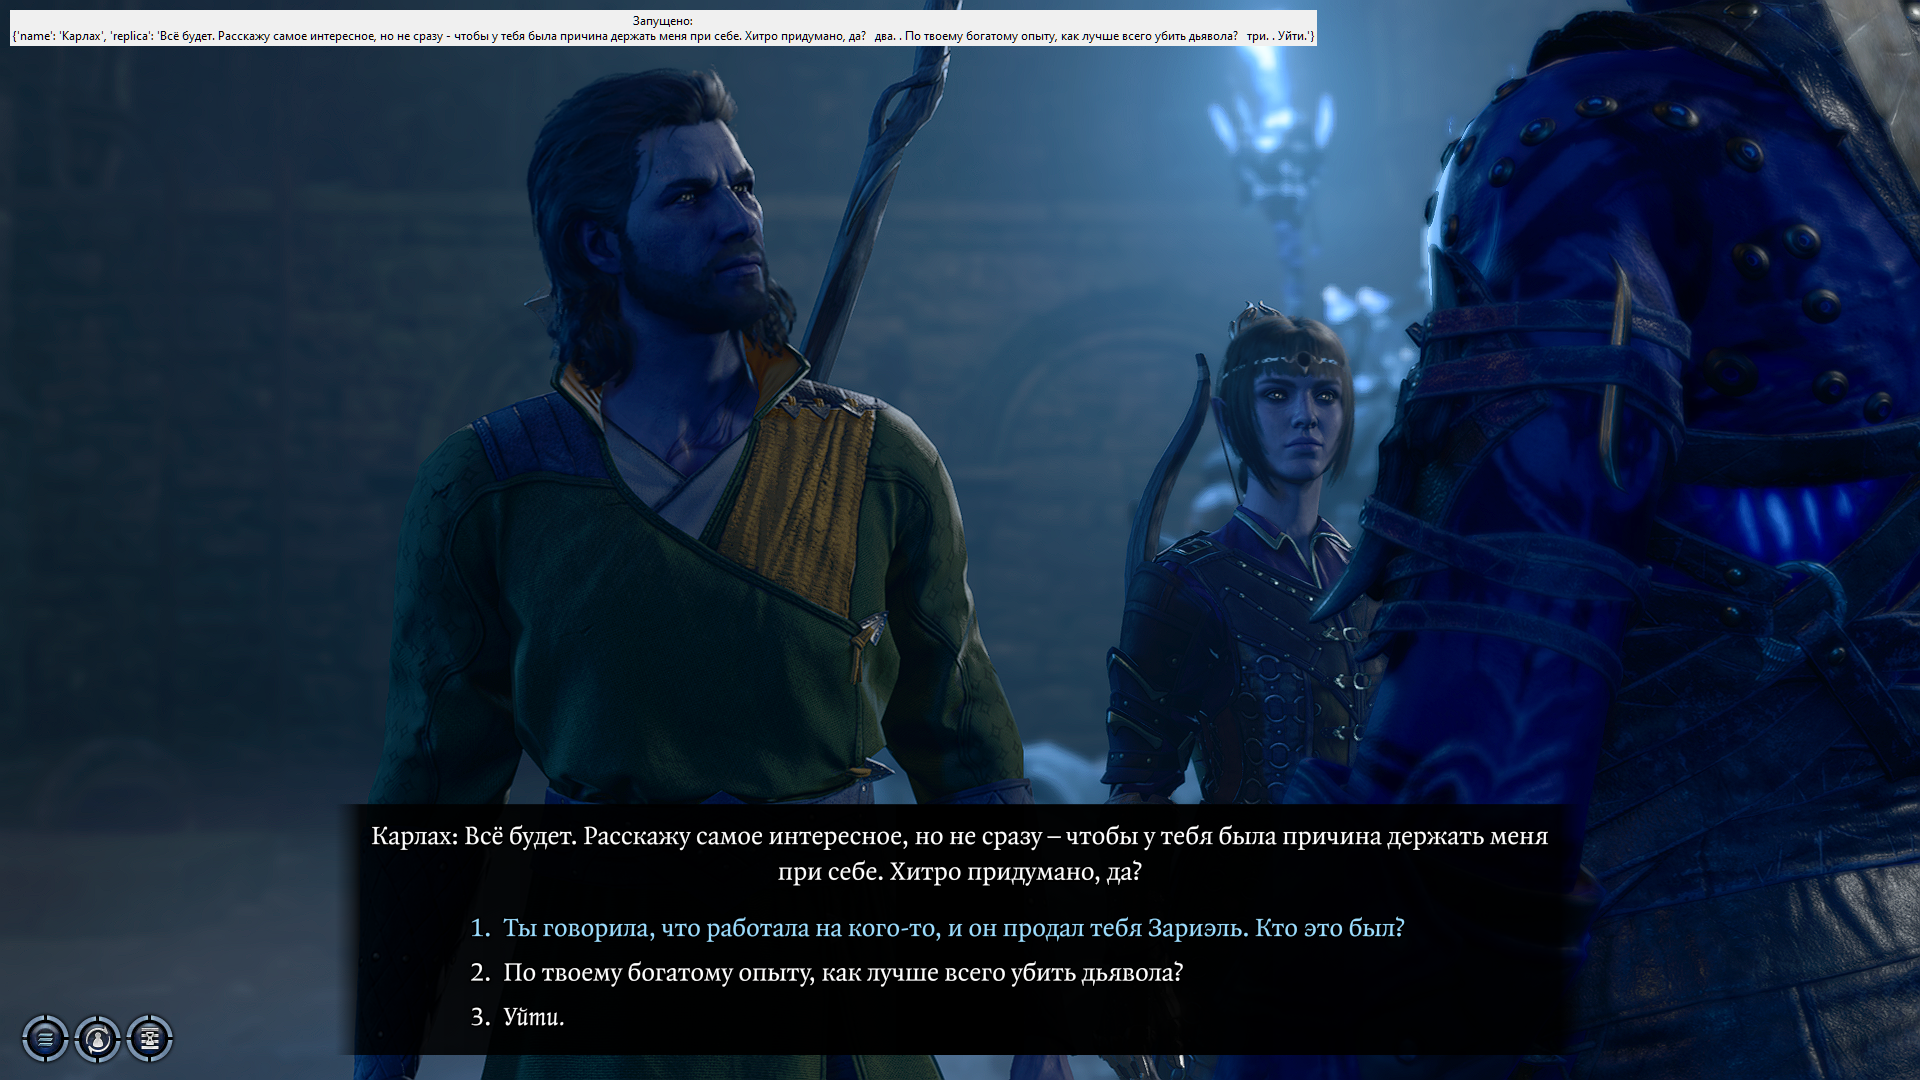 Запущено:
{'name': 'Карлах', 'replica': 'Всё будет. Расскажу самое интересное, но не сразу - чтобы у тебя была причина держать меня при себе. Хитро придумано, да?   два. . По твоему богатому опыту, как лучше всего убить дьявола?   три. . Уйти.'}
Карлах: Всё будет. Расскажу самое интересное, но не сразу – чтобы у тебя была причина держать меня
при себе. Хитро придумано, да?
1. Ты говорила, что работала на кого-то, и он продал тебя Зариэль. Кто это был?
2. По твоему богатому опыту, как лучше всего убить дьявола?
3. Уйти.